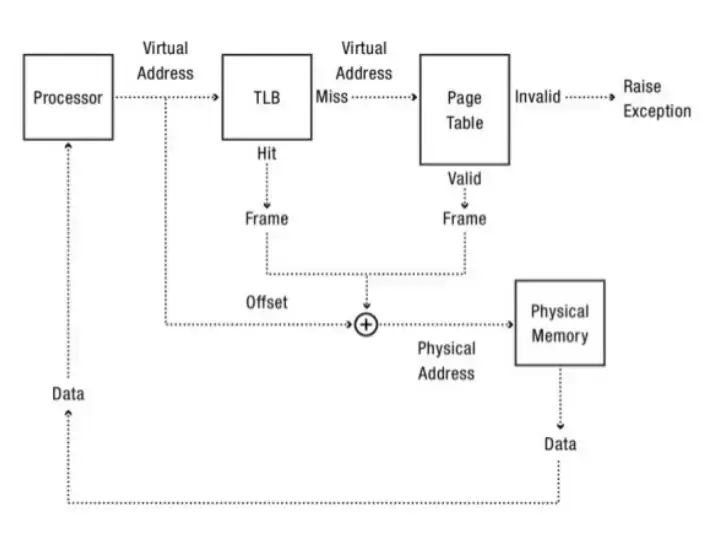 Virtual
Address
Virtual
Address
Processor
TLB
Miss
Page
Table
Invalid
Raise
Exception
Hit
Valid
Frame
Frame
Offset
Physical
Memory
Physical
Address
Data
Data